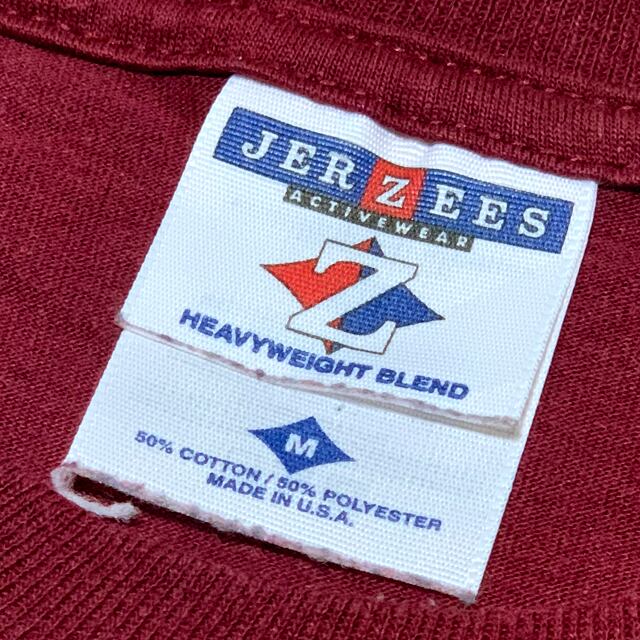 JERZEES
ACTIVEWEAR
Z
HEAVYWEIGHT BLEND
M
50% COTTON / 50% POLYESTER
MADE IN U.S.A.